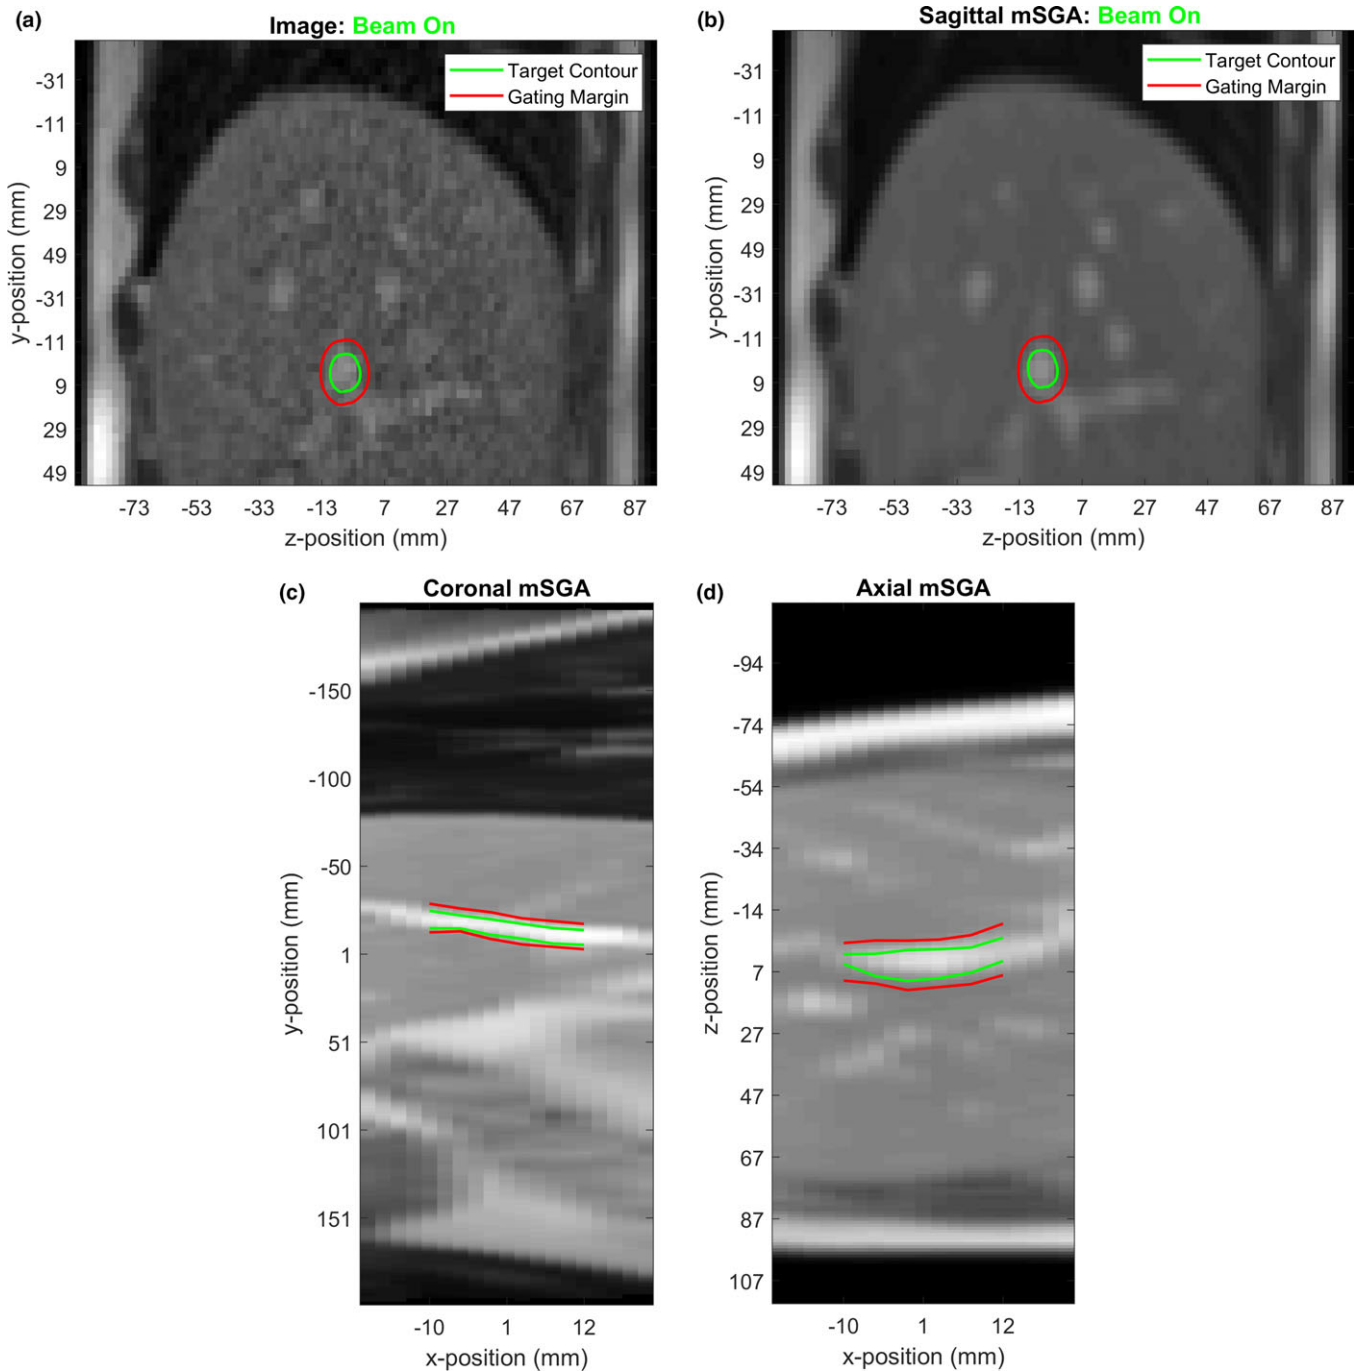 (a)
Image: Beam On
Target Contour
Gating Margin
y-position (mm)
-31
-11
9
29
49
-31
-11
9
29
49
-73 -53 -33 -13 7 27 47 67 87
z-position (mm)
(b)
Sagittal mSGA: Beam On
Target Contour
Gating Margin
y-position (mm)
-31
-11
9
29
49
-31
-11
9
29
49
-73 -53 -33 -13 7 27 47 67 87
z-position (mm)
(c)
Coronal mSGA
y-position (mm)
-150
-100
-50
1
51
101
151
-10 1 12
x-position (mm)
(d)
Axial mSGA
z-position (mm)
-94
-74
-54
-34
-14
7
27
47
67
87
107
-10 1 12
x-position (mm)